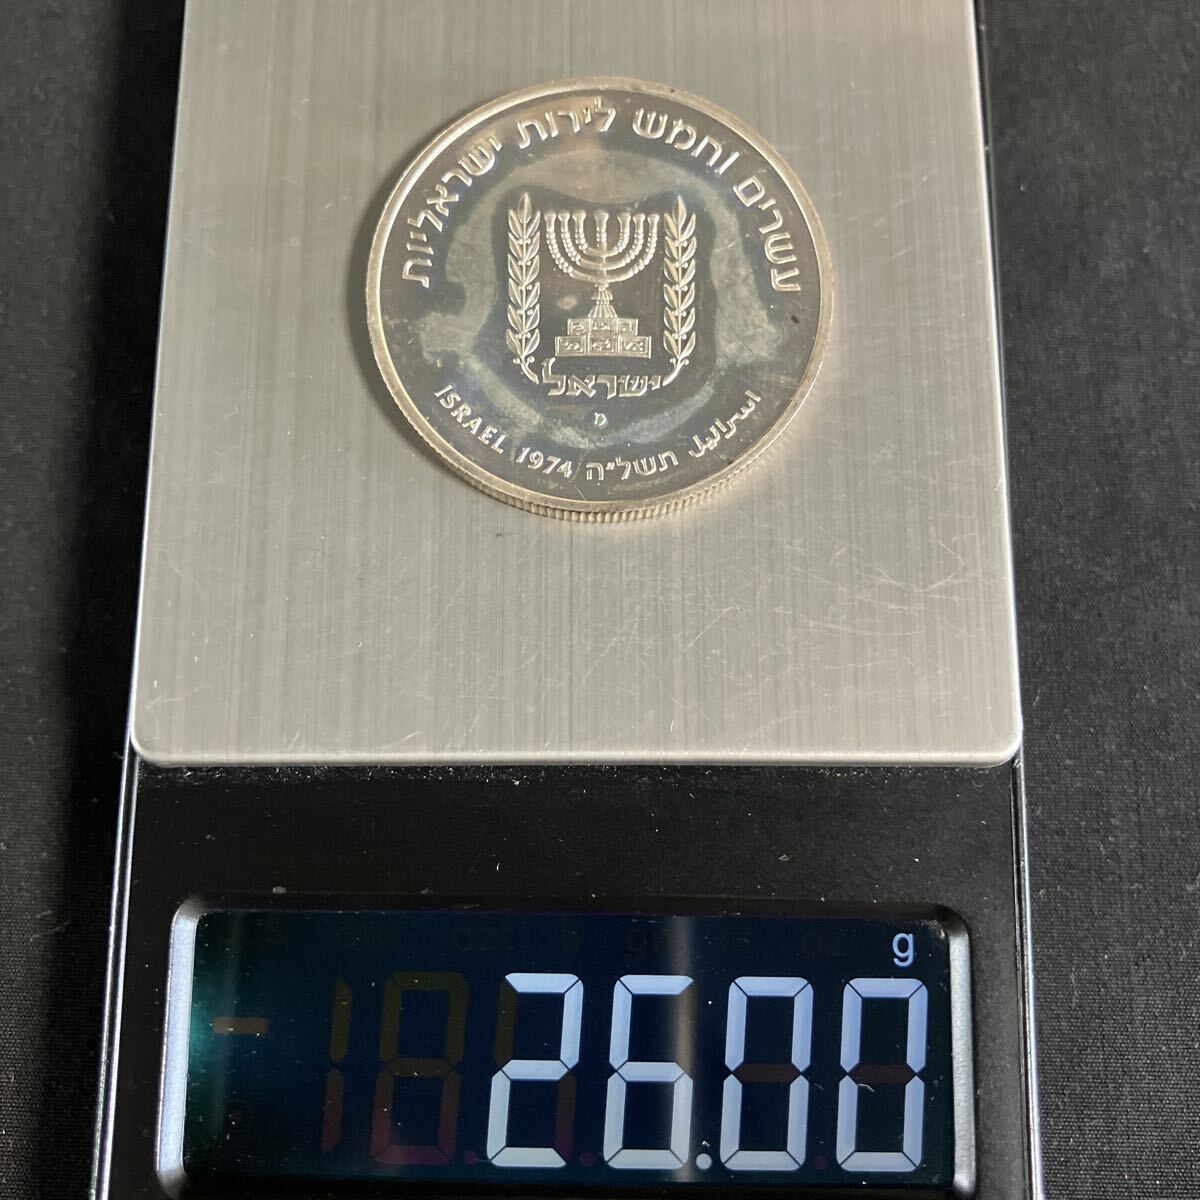 עשרים וחמש לירות ישראליות
ישראל
מ
ISRAEL 1974 תשל״ה اسرائيل
g
26.00